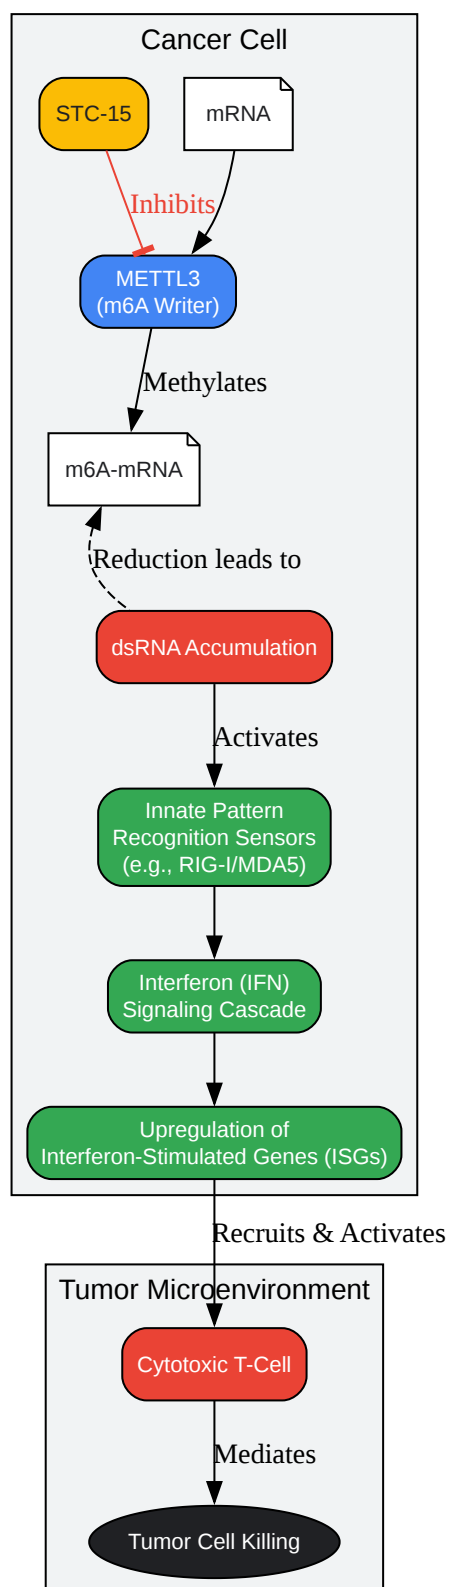 Cancer Cell
STC-15
mRNA
Inhibits
METTL3
(m6A Writer)
Methylates
m6A-mRNA
Reduction leads to
dsRNA Accumulation
Activates
Innate Pattern
Recognition Sensors
(e.g., RIG-I/MDA5)
Interferon (IFN)
Signaling Cascade
Upregulation of
Interferon-Stimulated Genes (ISGs)
Recruits & Activates
Tumor Microenvironment
Cytotoxic T-Cell
Mediates
Tumor Cell Killing